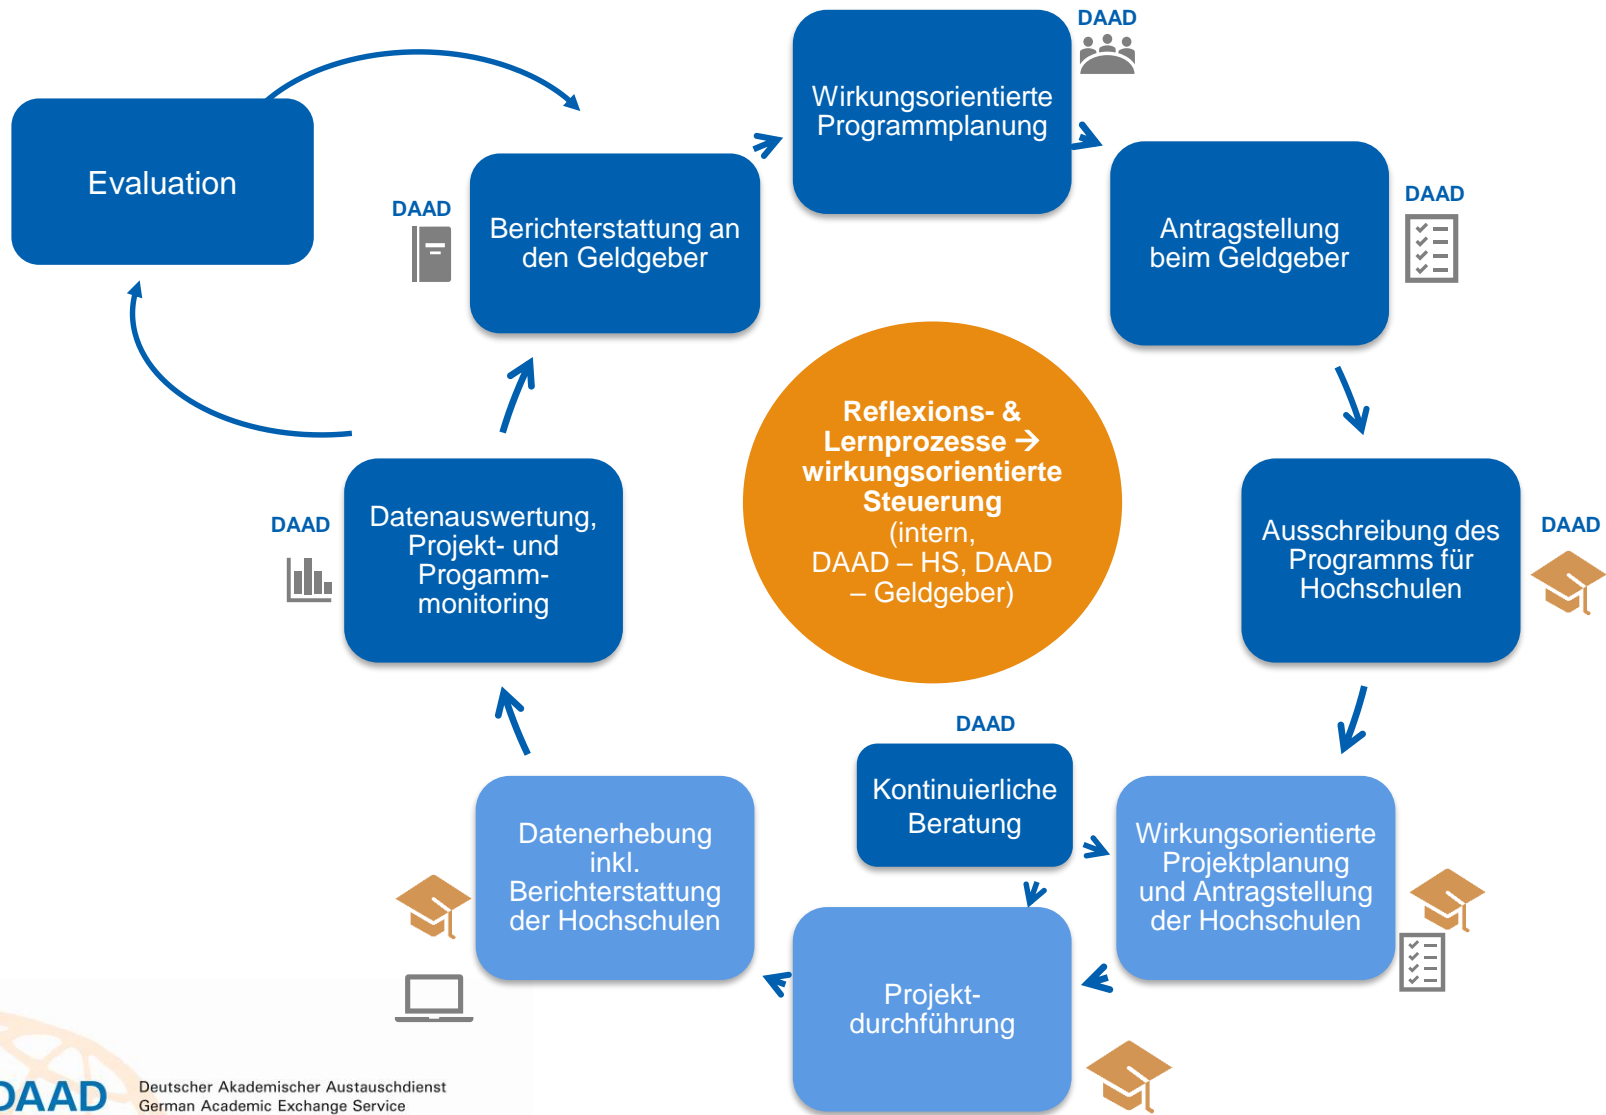 DAAD
Wirkungsorientierte
Programmplanung
Evaluation
DAAD
Berichterstattung an
den Geldgeber
Antragstellung
beim Geldgeber
DAAD
Reflexions- &
Lernprozesse →
wirkungsorientierte
Steuerung
(intern,
DAAD – HS, DAAD
– Geldgeber)
DAAD
Datenauswertung,
Projekt- und
Progamm-
monitoring
Ausschreibung des
Programms für
Hochschulen
DAAD
DAAD
Kontinuierliche
Beratung
Datenerhebung
inkl.
Berichterstattung
der Hochschulen
Wirkungsorientierte
Projektplanung
und Antragstellung
der Hochschulen
Projekt-
durchführung
DAAD
Deutscher Akademischer Austauschdienst
German Academic Exchange Service